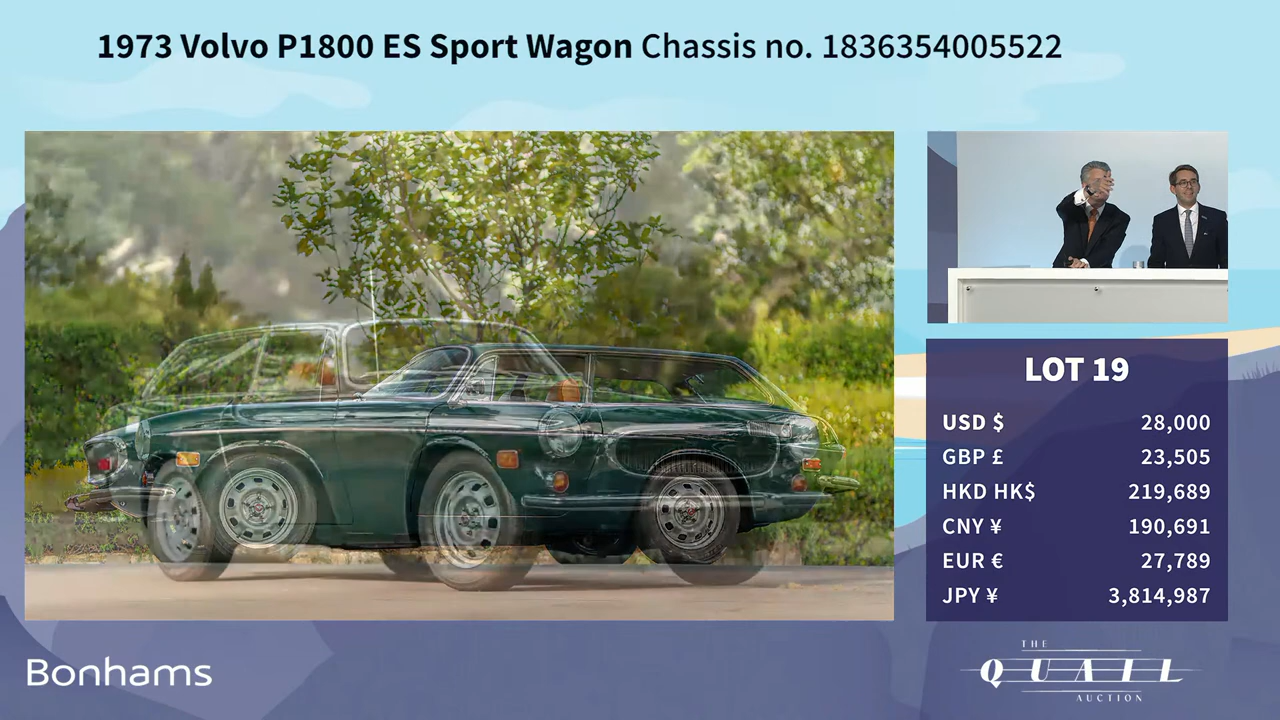 1973 Volvo P1800 ES Sport Wagon Chassis no. 1836354005522
LOT 19
USD $ 28,000
GBP £ 23,505
HKD HK$ 219,689
CNY ¥ 190,691
EUR € 27,789
JPY ¥ 3,814,987
Bonhams
THE
QUAIL
AUCTION